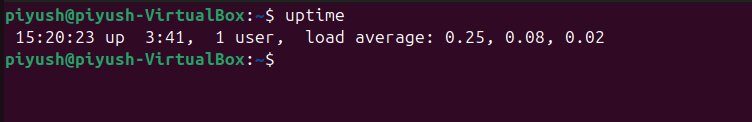 piyush@piyush-VirtualBox:~$ uptime
 15:20:23 up  3:41,  1 user,  load average: 0.25, 0.08, 0.02
piyush@piyush-VirtualBox:~$